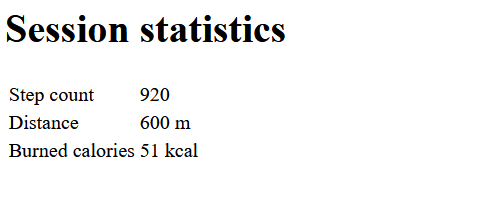 Session statistics
Step count 920
Distance 600 m
Burned calories 51 kcal